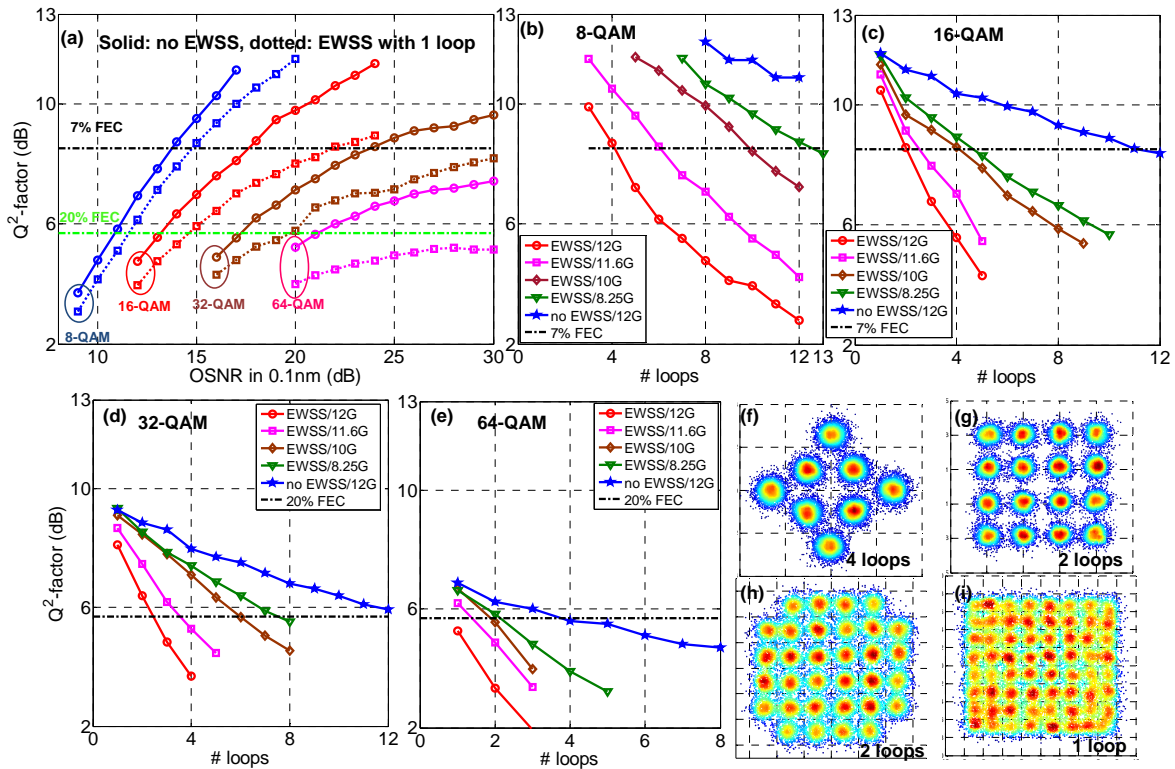 (a)
Solid: no EWSS, dotted: EWSS with 1 loop
7% FEC
20% FEC
8-QAM
16-QAM
32-QAM
64-QAM
13
10
6
2
Q²-factor (dB)
10 15 20 25 30
OSNR in 0.1nm (dB)
(b)
8-QAM
EWSS/12G
EWSS/11.6G
EWSS/10G
EWSS/8.25G
no EWSS/12G
7% FEC
13
10
6
2
0 4 8 12 13
# loops
(c)
16-QAM
EWSS/12G
EWSS/11.6G
EWSS/10G
EWSS/8.25G
no EWSS/12G
7% FEC
13
10
6
2
0 4 8 12
# loops
(d)
32-QAM
EWSS/12G
EWSS/11.6G
EWSS/10G
EWSS/8.25G
no EWSS/12G
20% FEC
13
10
6
2
Q²-factor (dB)
0 4 8 12
# loops
(e)
64-QAM
EWSS/12G
EWSS/11.6G
EWSS/10G
EWSS/8.25G
no EWSS/12G
20% FEC
13
10
6
2
0 2 4 6 8
# loops
(f)
4 loops
(g)
2 loops
(h)
2 loops
(i)
1 loop